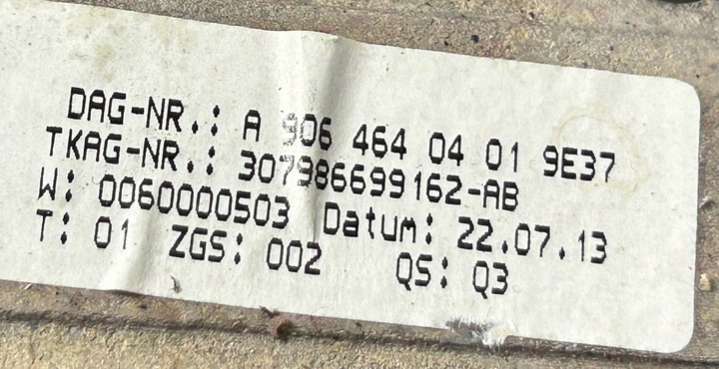 DAG-NR.: A 906 464 04 01 9E37
TKAG-NR.: 307986699162-AB
W: 0060000503 Datum: 22.07.13
T: 01 ZGS: 002 QS: Q3